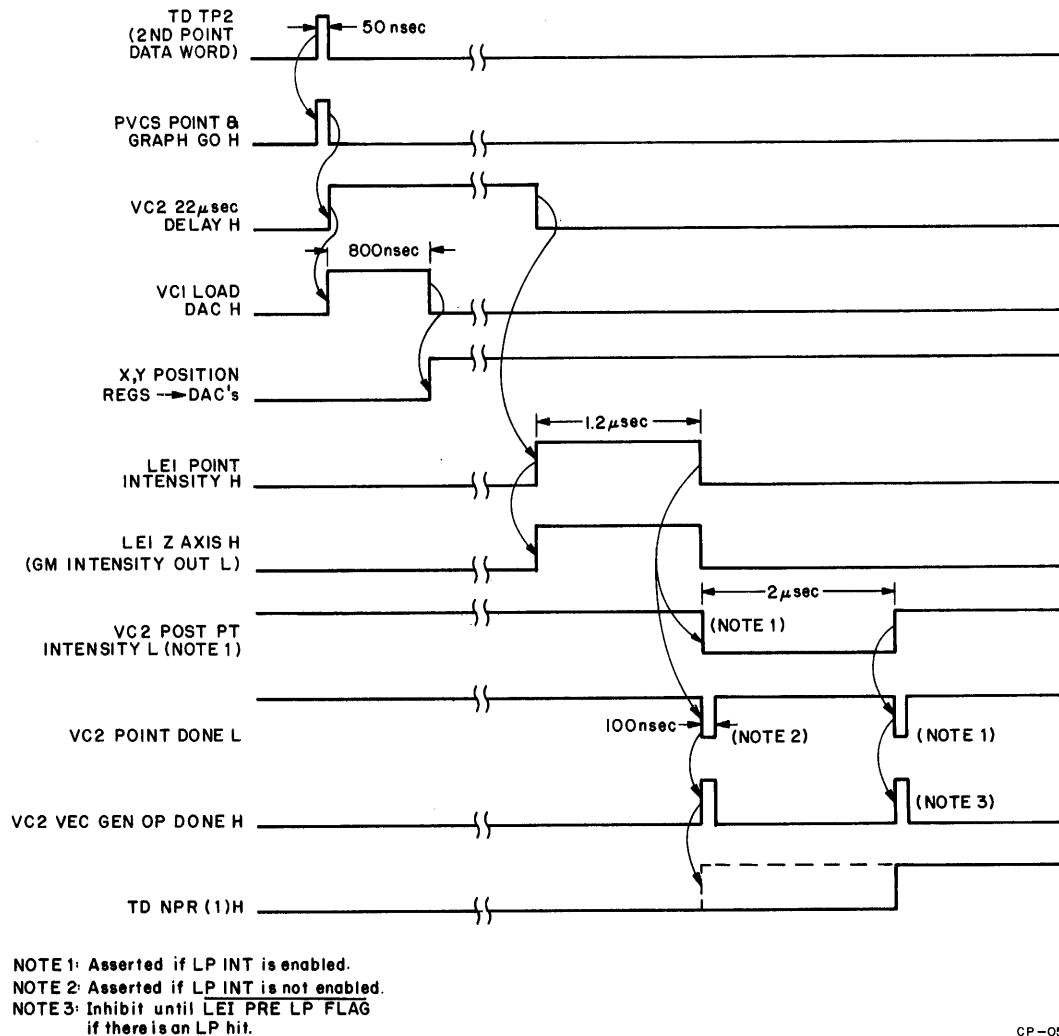 TD TP2
(2ND POINT
DATA WORD)
50 nsec
PVCS POINT &
GRAPH GO H
VC2 22μsec
DELAY H
800nsec
VC1 LOAD
DAC H
X,Y POSITION
REGS → DAC's
1.2μsec
LEI POINT
INTENSITY H
LEI Z AXIS H
(GM INTENSITY OUT L)
2μsec
VC2 POST PT
INTENSITY L (NOTE 1)
(NOTE 1)
VC2 POINT DONE L
100nsec
(NOTE 2)
(NOTE 1)
VC2 VEC GEN OP DONE H
(NOTE 3)
TD NPR (1)H
NOTE 1: Asserted if LP INT is enabled.
NOTE 2: Asserted if LP INT is not enabled.
NOTE 3: Inhibit until LEI PRE LP FLAG
if there is an LP hit.